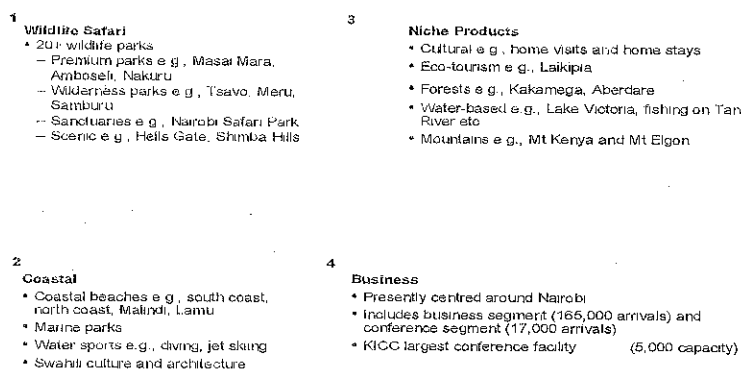 1
Wildlife Safari
• 20+ wildlife parks
– Premium parks e g , Masai Mara,
Amboseli, Nakuru
– Wilderness parks e g , Tsavo, Meru,
Samburu
– Sanctuaries e g , Nairobi Safari Park
– Scenic e g , Hells Gate, Shimba Hills
2
Coastal
• Coastal beaches e g , south coast,
north coast, Malindi, Lamu
• Marine parks
• Water sports e.g., diving, jet skiing
• Swahili culture and architecture
3
Niche Products
• Cultural e g , home visits and home stays
• Eco-tourism e g., Laikipia
• Forests e g., Kakamega, Aberdare
• Water-based e.g., Lake Victoria, fishing on Tan
River etc
• Mountains e g., Mt Kenya and Mt Elgon
4
Business
• Presently centred around Nairobi
• Includes business segment (165,000 arrivals) and
conference segment (17,000 arrivals)
• KICC largest conference facility (5,000 capacity)